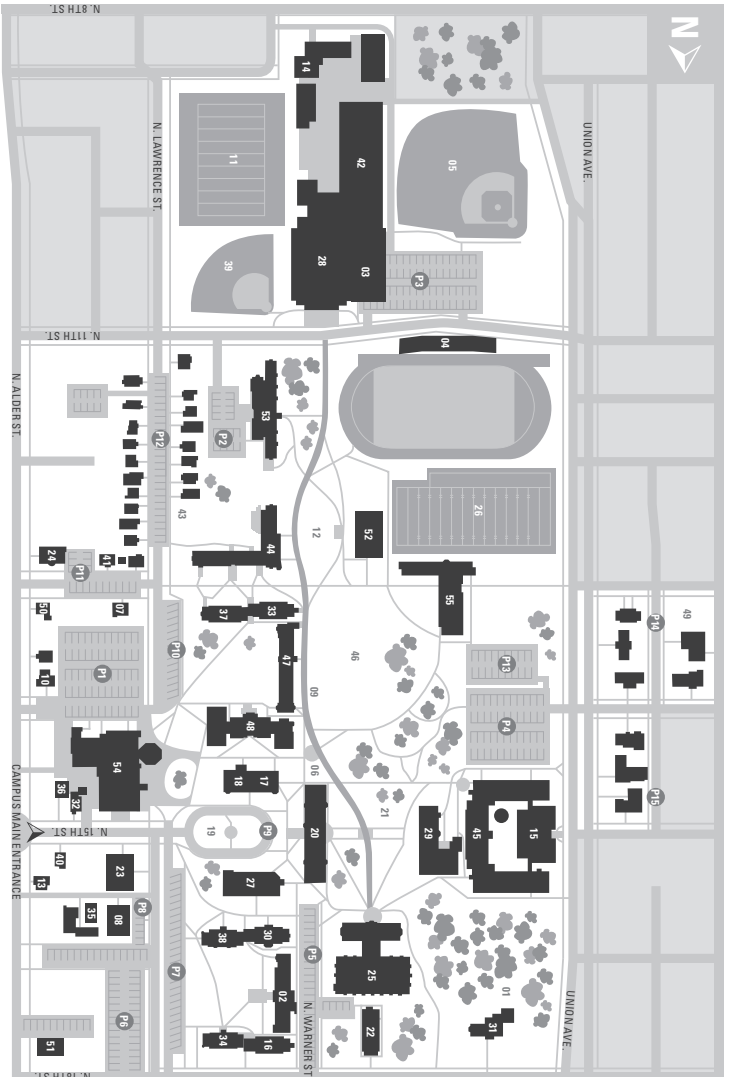 N. 8TH ST.
N
14
42
05
N. LAWRENCE ST.
UNION AVE.
11
39
28
03
P3
N. 11TH ST.
04
N. ALDER ST.
53
P2
P12
43
12
52
26
44
24
41
P11
55
50
07
37
33
P14
49
P10
47
46
P13
P1
10
09
48
P4
54
06
CAMPUS MAIN ENTRANCE
36
32
18
17
21
P15
N. 15TH ST.
19
P9
20
29
45
15
40
23
13
27
35
08
P8
38
30
P5
25
01
P7
02
N. WARNER ST.
UNION AVE.
P6
22
31
51
34
16
N. 18TH ST.